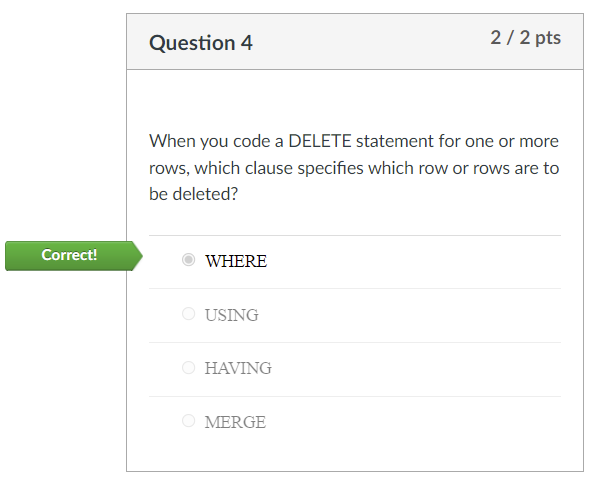 Question 4
2 / 2 pts
When you code a DELETE statement for one or more
rows, which clause specifies which row or rows are to
be deleted?
Correct!
WHERE
USING
HAVING
MERGE